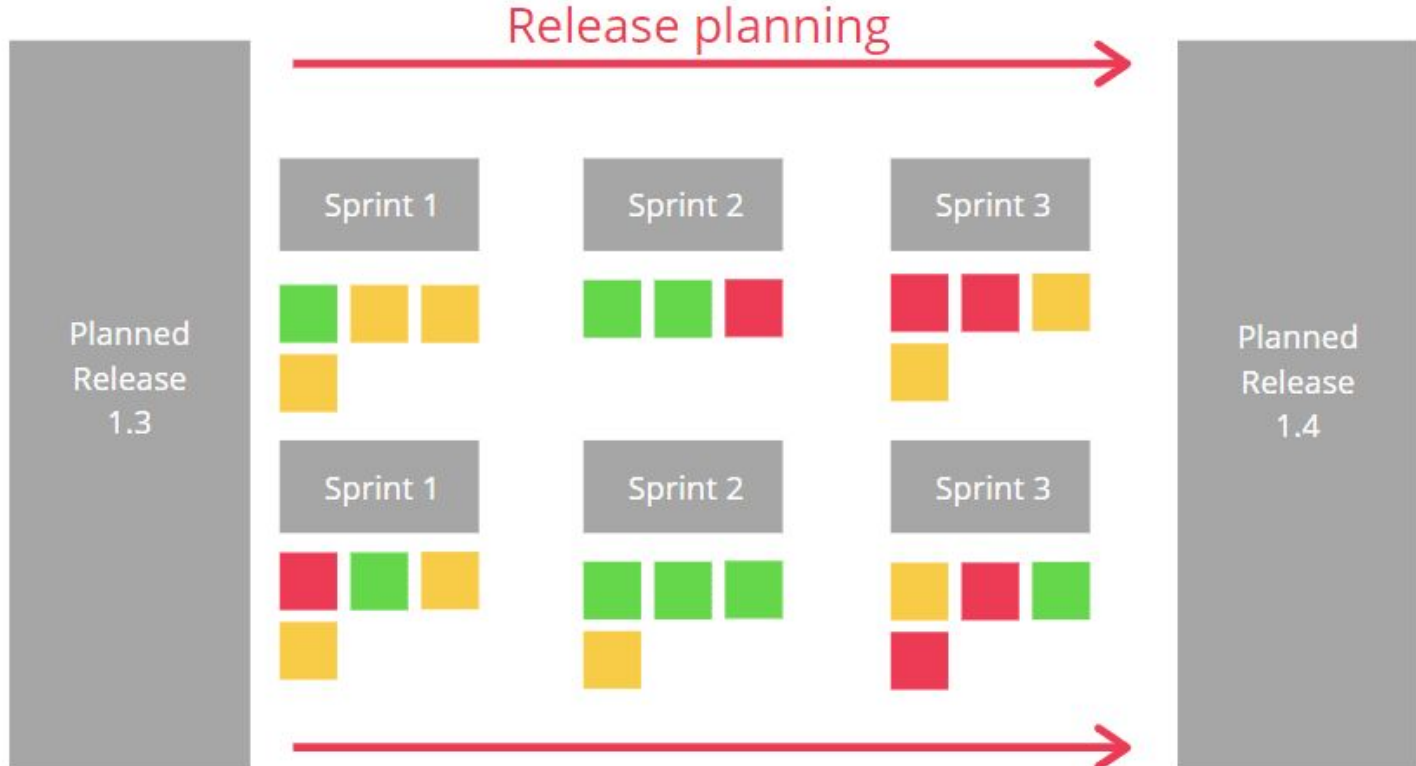 Release planning
Planned
Release
1.3
Sprint 1
Sprint 2
Sprint 3
Sprint 1
Sprint 2
Sprint 3
Planned
Release
1.4